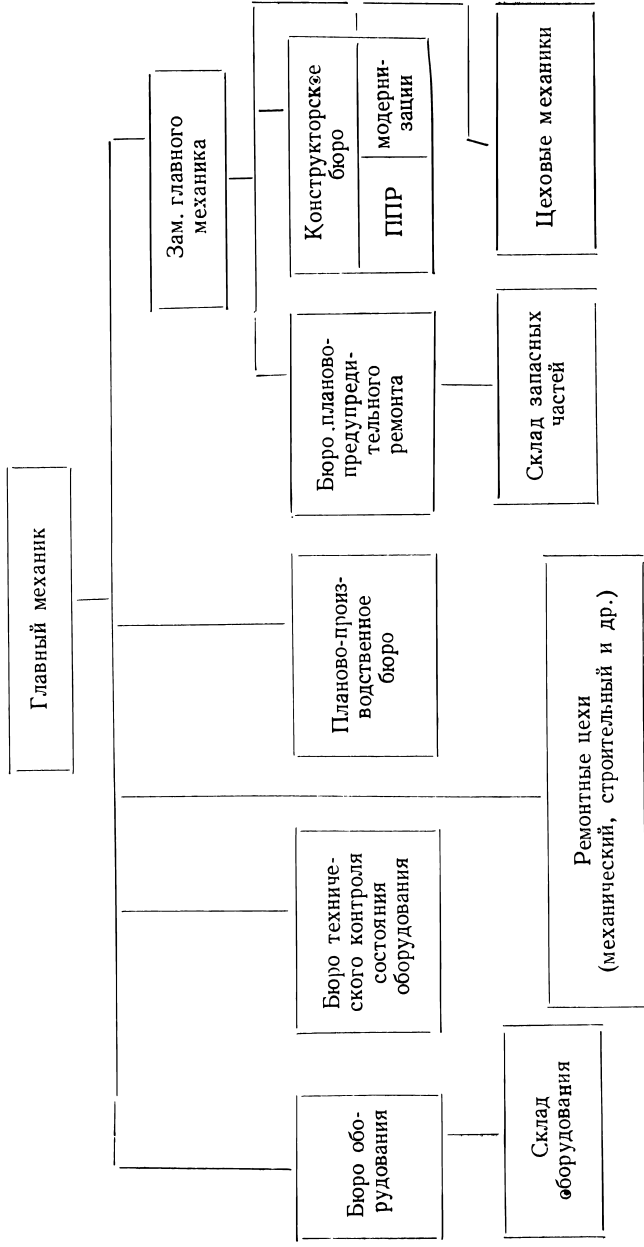 Главный механик
Зам. главного
механика
Бюро обо-
рудования
Бюро техниче-
ского контроля
состояния
оборудования
Планово-произ-
водственное
бюро
Бюро планово-
предупреди-
тельного
ремонта
Конструкторское
бюро
ППР
модерни-
зации
Склад
оборудования
Ремонтные цехи
(механический, строительный и др.)
Склад запасных
частей
Цеховые механики